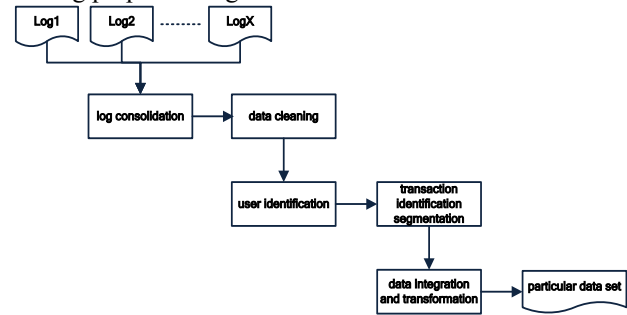 Log1
Log2
LogX
log consolidation
data cleaning
user identification
transaction
identification
segmentation
data integration
and transformation
particular data set